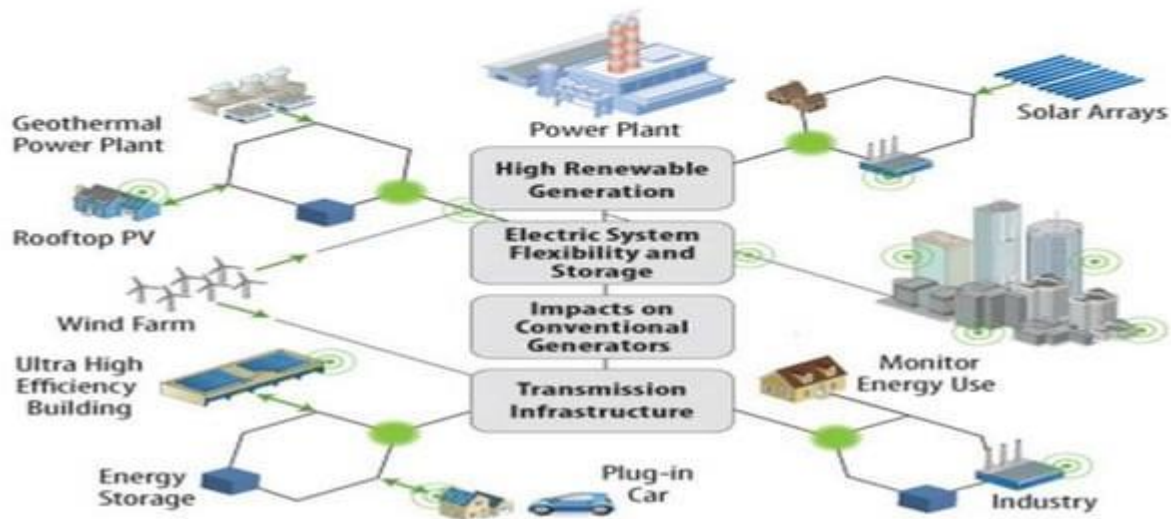 Geothermal
Power Plant
Power Plant
Solar Arrays
High Renewable
Generation
Rooftop PV
Electric System
Flexibility and
Storage
Wind Farm
Impacts on
Conventional
Generators
Ultra High
Efficiency
Building
Monitor
Energy Use
Transmission
Infrastructure
Energy
Storage
Plug-in
Car
Industry